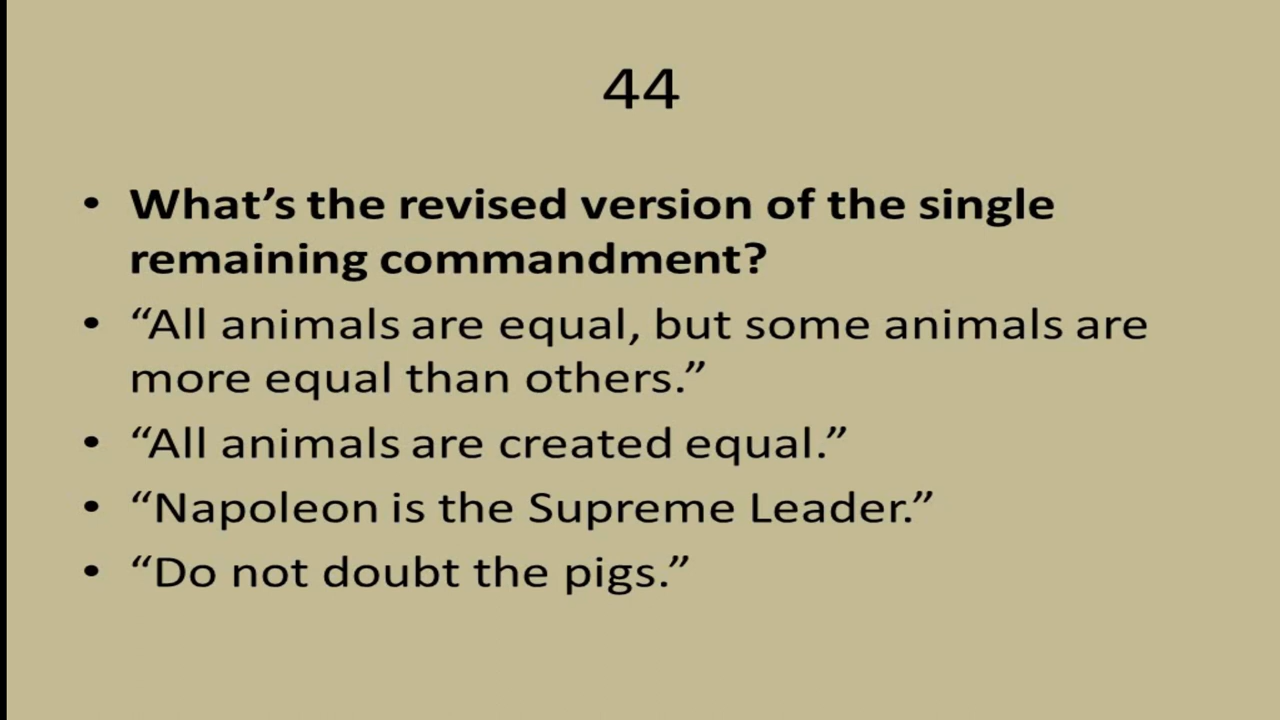 44
• What’s the revised version of the single
remaining commandment?
• “All animals are equal, but some animals are
more equal than others.”
• “All animals are created equal.”
• “Napoleon is the Supreme Leader.”
• “Do not doubt the pigs.”